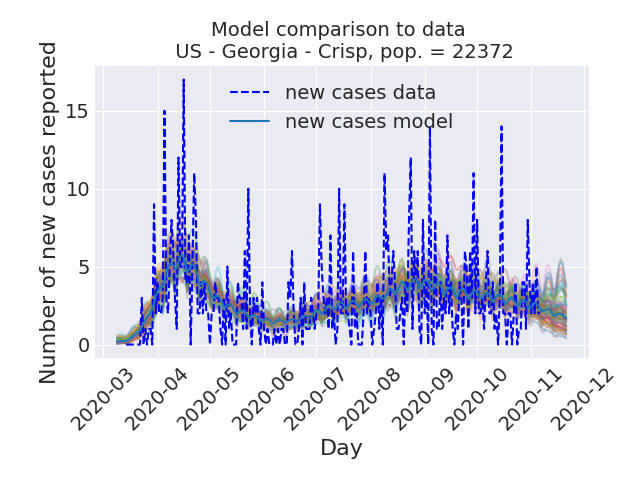 Model comparison to data
US - Georgia - Crisp, pop. = 22372
new cases data
new cases model
Number of new cases reported
15
10
5
0
2020-03
2020-04
2020-05
2020-06
2020-07
2020-08
2020-09
2020-10
2020-11
2020-12
Day